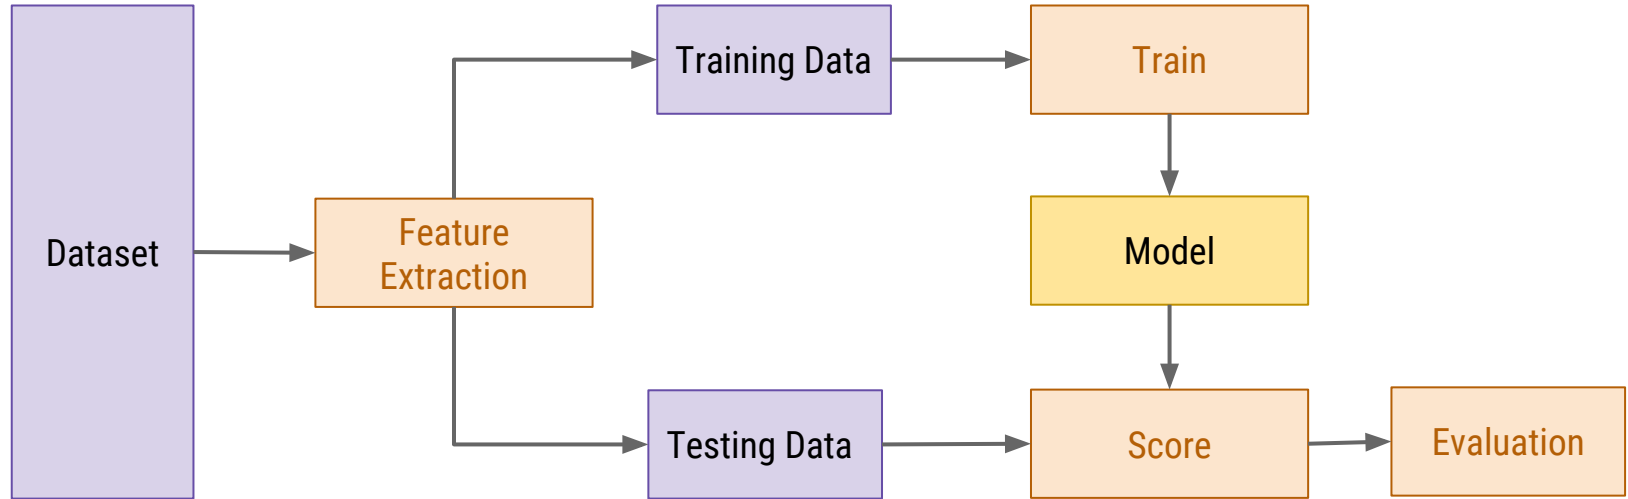 Dataset
Feature
Extraction
Training Data
Train
Model
Testing Data
Score
Evaluation